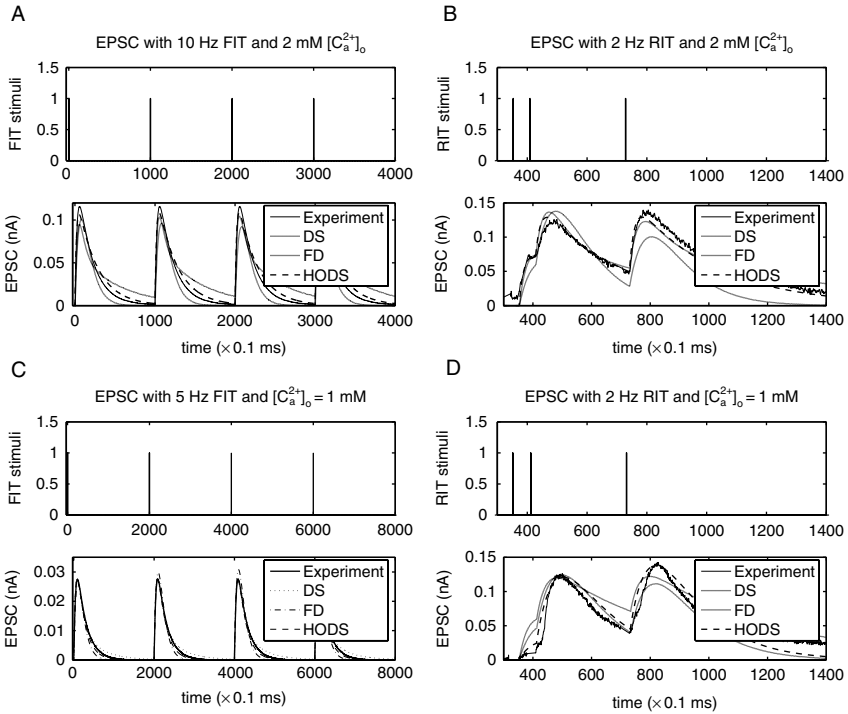 A
EPSC with 10 Hz FIT and 2 mM [Ca2+]o
FIT stimuli
1.5
1
0.5
0
0 1000 2000 3000 4000
EPSC (nA)
0.1
0.05
0
Experiment
DS
FD
HODS
0 1000 2000 3000 4000
time (×0.1 ms)
B
EPSC with 2 Hz RIT and 2 mM [Ca2+]o
RIT stimuli
1.5
1
0.5
0
400 600 800 1000 1200 1400
EPSC (nA)
0.15
0.1
0.05
0
Experiment
DS
FD
HODS
400 600 800 1000 1200 1400
time (×0.1 ms)
C
EPSC with 5 Hz FIT and [Ca2+]o = 1 mM
FIT stimuli
1.5
1
0.5
0
0 2000 4000 6000 8000
EPSC (nA)
0.03
0.02
0.01
0
Experiment
DS
FD
HODS
0 2000 4000 6000 8000
time (×0.1 ms)
D
EPSC with 2 Hz RIT and [Ca2+]o = 1 mM
RIT stimuli
1.5
1
0.5
0
400 600 800 1000 1200 1400
EPSC (nA)
0.15
0.1
0.05
0
Experiment
DS
FD
HODS
400 600 800 1000 1200 1400
time (×0.1 ms)